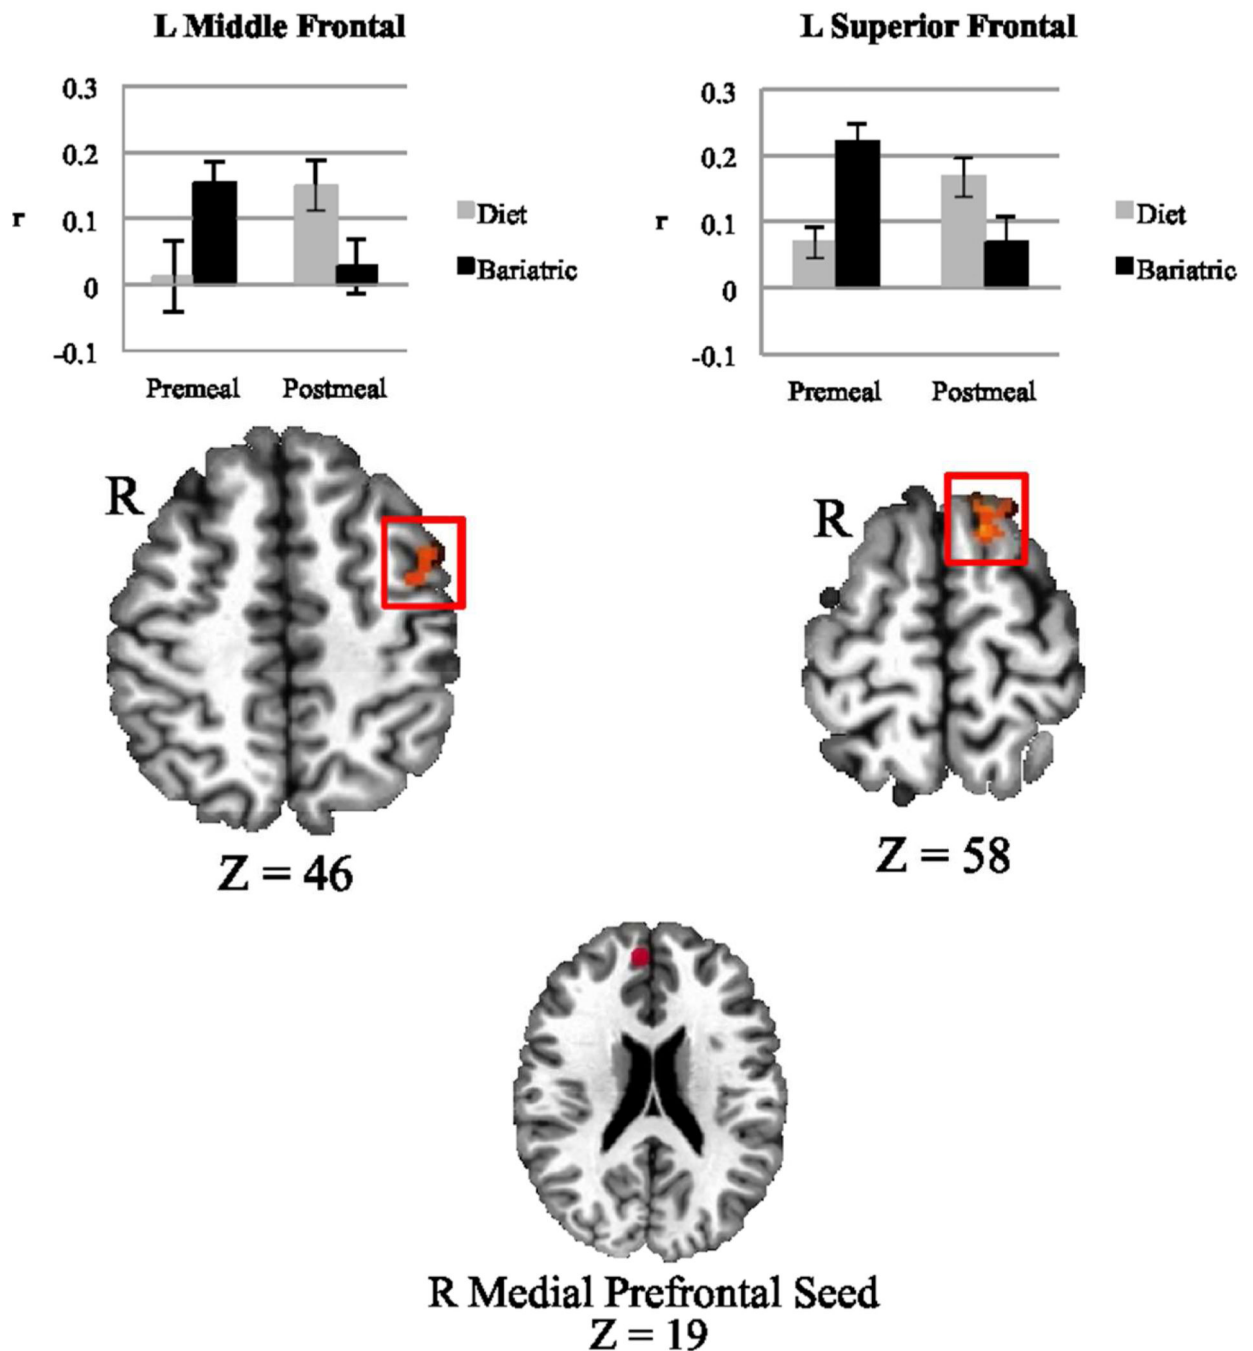 L Middle Frontal
0.3
0.2
0.1
0
-0.1
r
Premeal Postmeal
Diet
Bariatric
L Superior Frontal
0.3
0.2
0.1
0
-0.1
r
Premeal Postmeal
Diet
Bariatric
R
Z = 46
R
Z = 58
R Medial Prefrontal Seed
Z = 19